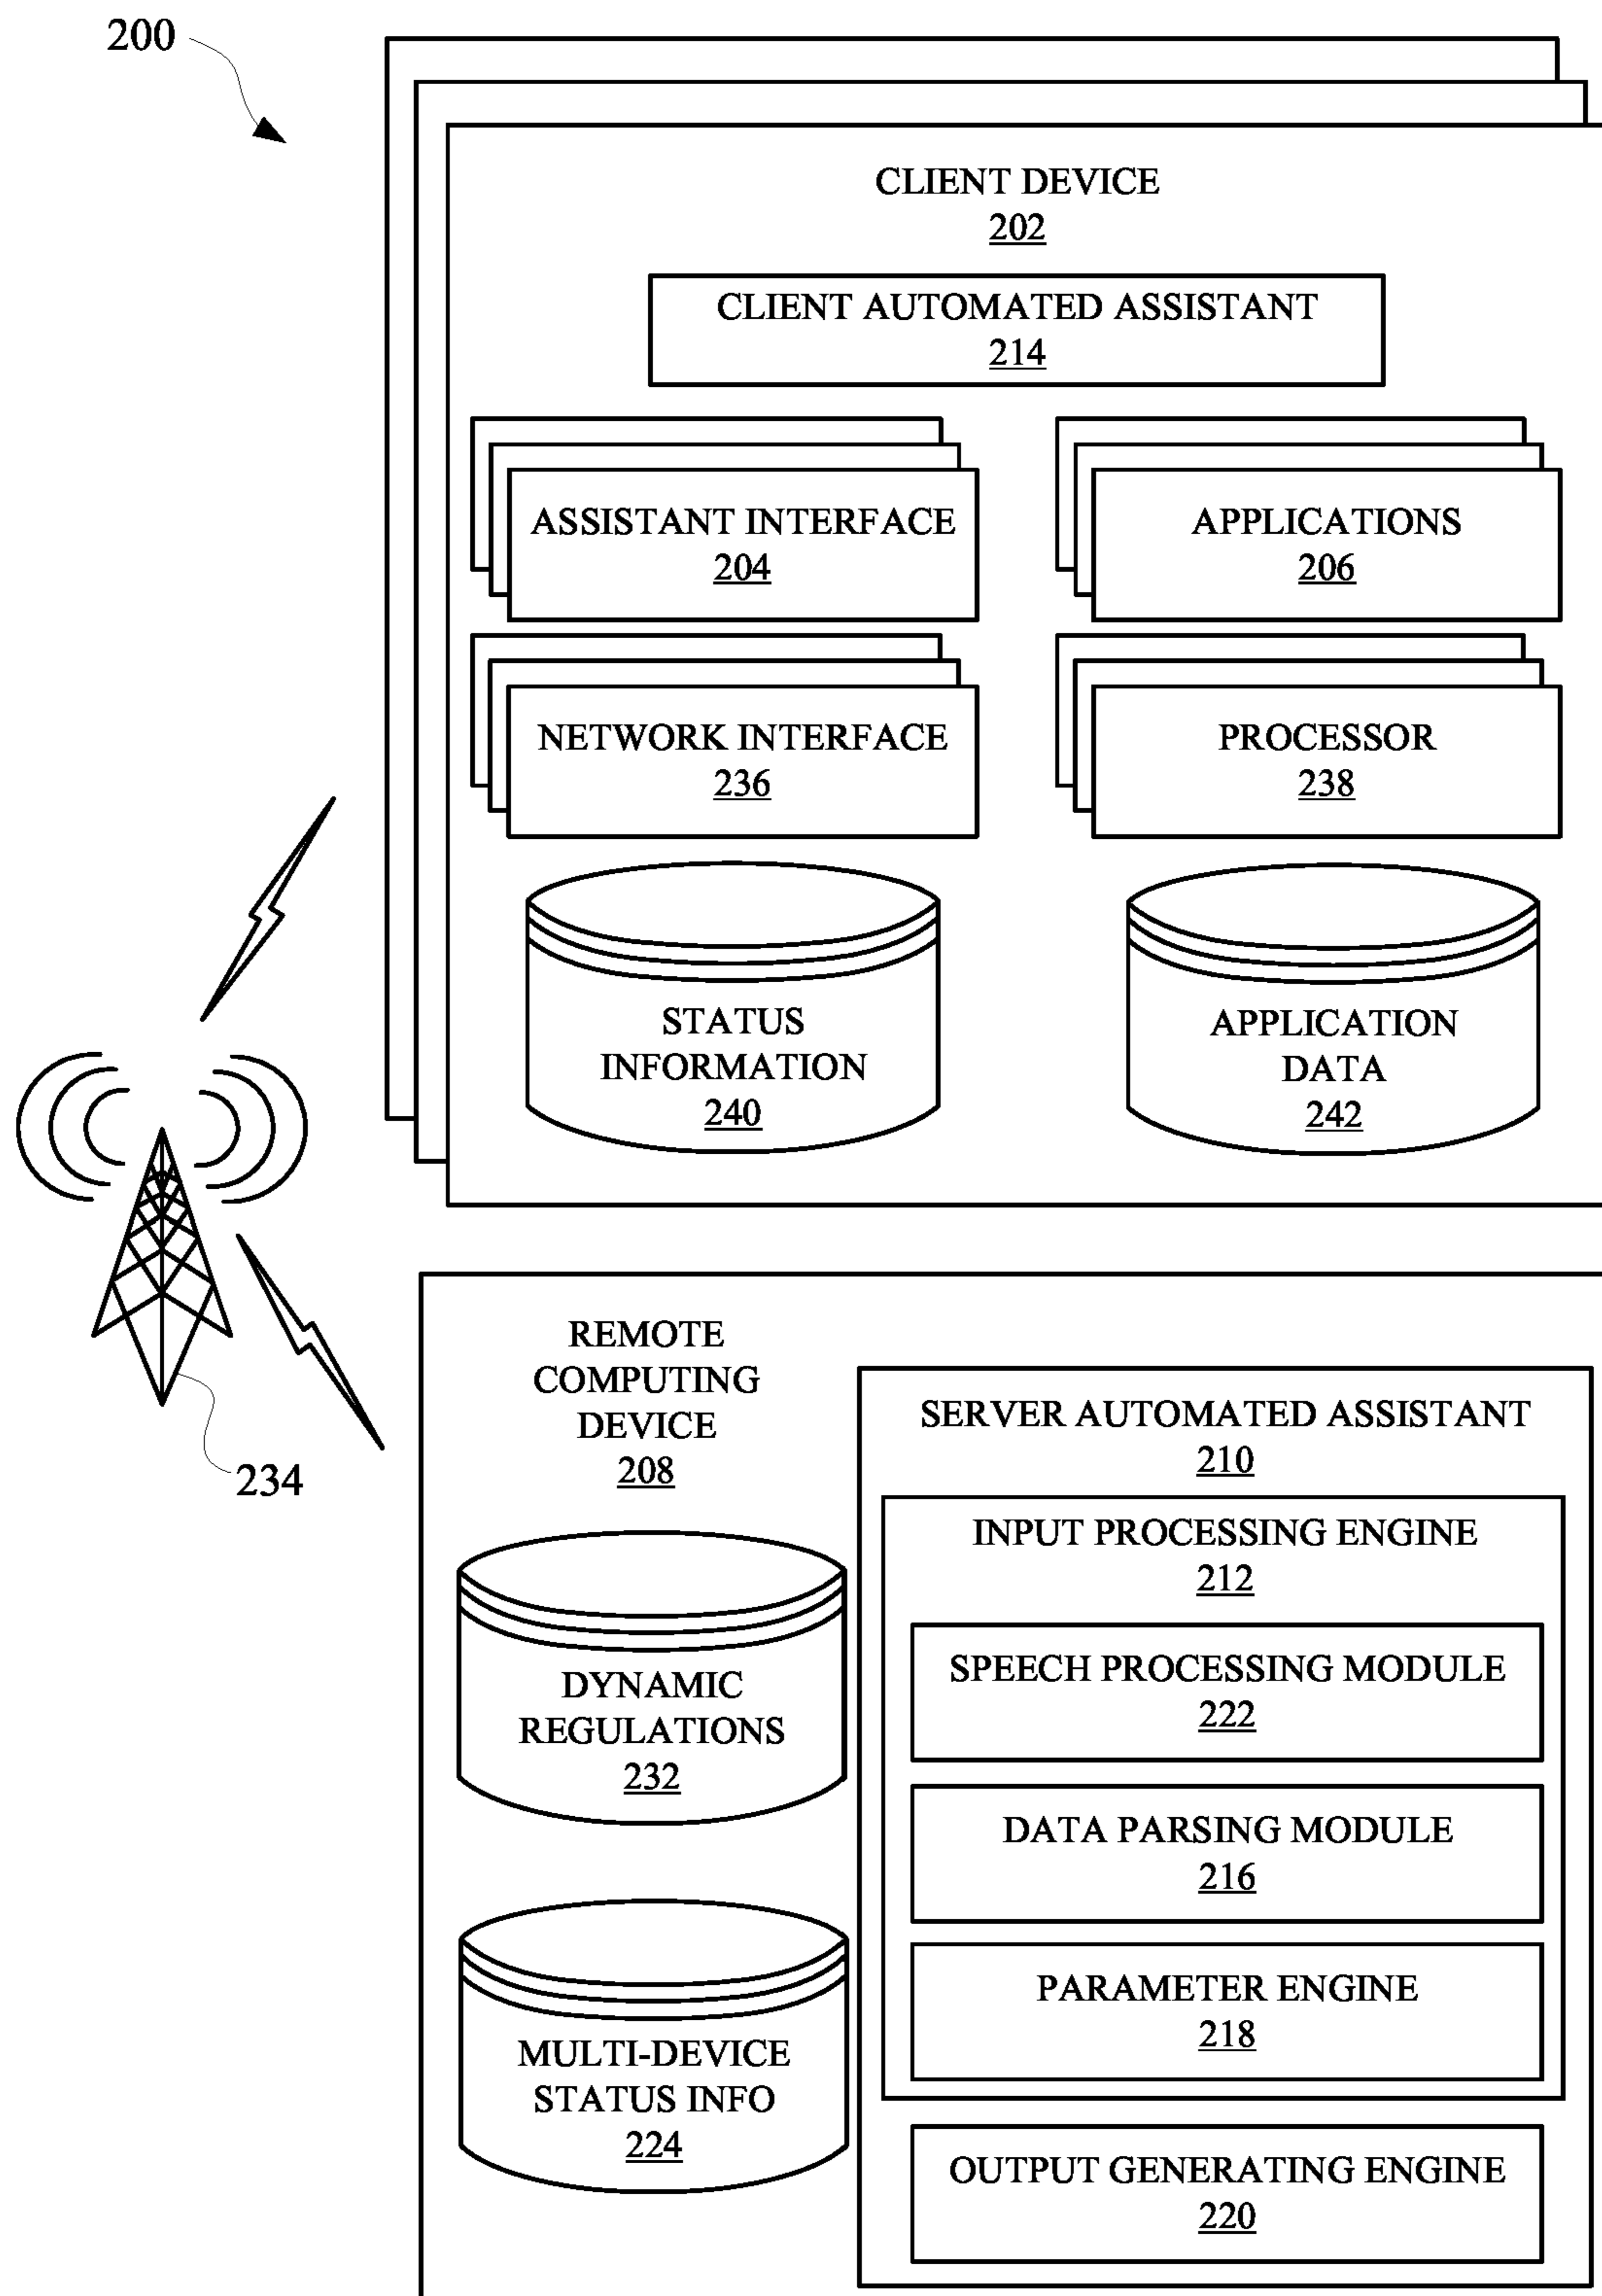 200
CLIENT DEVICE
202
CLIENT AUTOMATED ASSISTANT
214
ASSISTANT INTERFACE
204
APPLICATIONS
206
NETWORK INTERFACE
236
PROCESSOR
238
STATUS
INFORMATION
240
APPLICATION
DATA
242
234
REMOTE
COMPUTING
DEVICE
208
DYNAMIC
REGULATIONS
232
MULTI-DEVICE
STATUS INFO
224
SERVER AUTOMATED ASSISTANT
210
INPUT PROCESSING ENGINE
212
SPEECH PROCESSING MODULE
222
DATA PARSING MODULE
216
PARAMETER ENGINE
218
OUTPUT GENERATING ENGINE
220